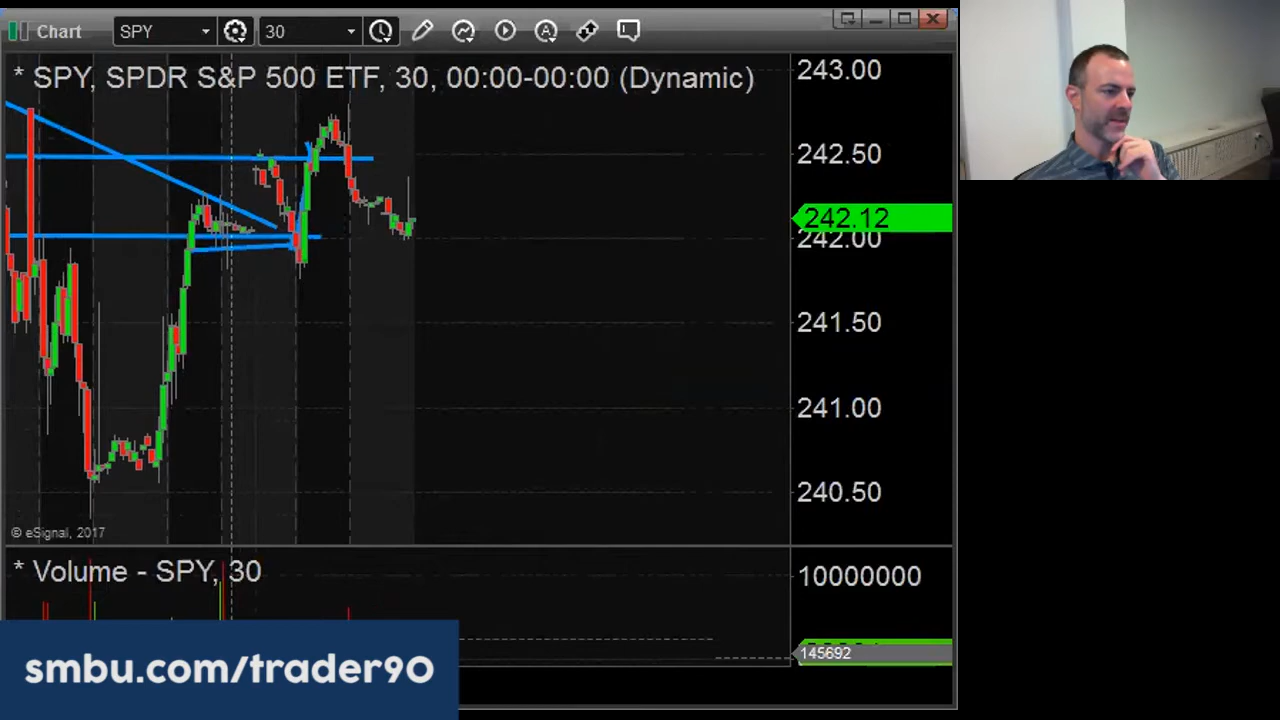 Chart SPY 30
* SPY, SPDR S&P 500 ETF, 30, 00:00-00:00 (Dynamic)
243.00
242.50
242.12
242.00
241.50
241.00
240.50
© eSignal, 2017
* Volume - SPY, 30
10000000
145692
smbu.com/trader90